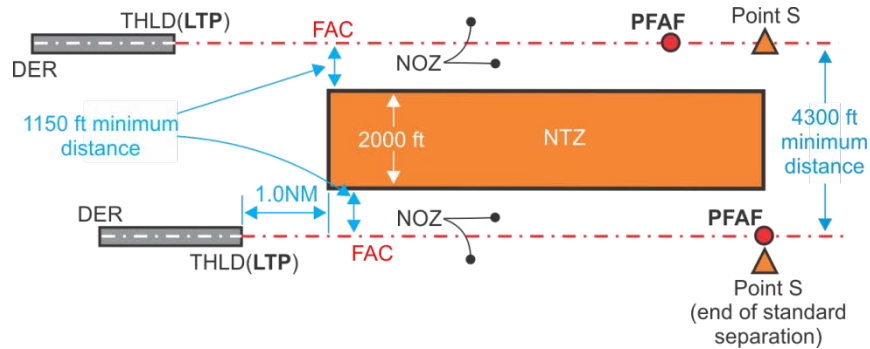 THLD(LTP)
FAC
PFAF
Point S
DER
NOZ
1150 ft minimum
distance
2000 ft
NTZ
4300 ft
minimum
distance
1.0NM
DER
NOZ
PFAF
THLD(LTP)
FAC
Point S
(end of standard
separation)